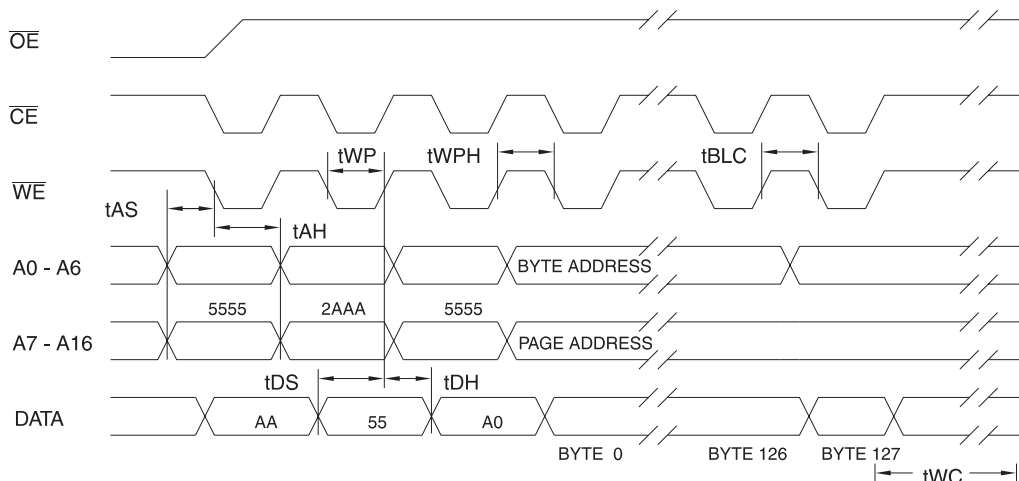 OE
CE
tWP tWPH tBLC
WE
tAS
tAH
A0 - A6 BYTE ADDRESS
5555 2AAA 5555
A7 - A16 PAGE ADDRESS
tDS tDH
DATA AA 55 A0
BYTE 0 BYTE 126 BYTE 127
tWC